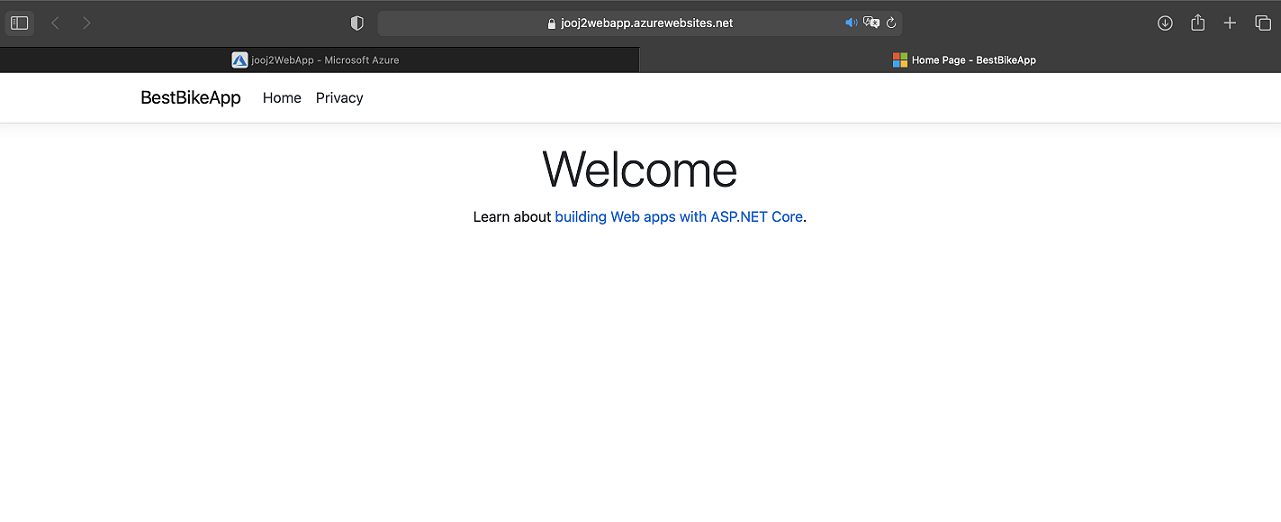 jooj2webapp.azurewebsites.net
jooj2WebApp - Microsoft Azure
Home Page - BestBikeApp
BestBikeApp Home Privacy
Welcome
Learn about building Web apps with ASP.NET Core.